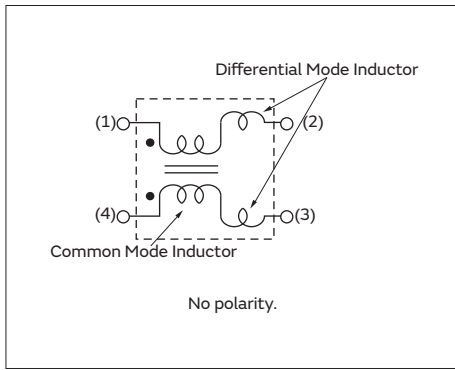 Differential Mode Inductor
(1) (2)
(4) (3)
Common Mode Inductor
No polarity.